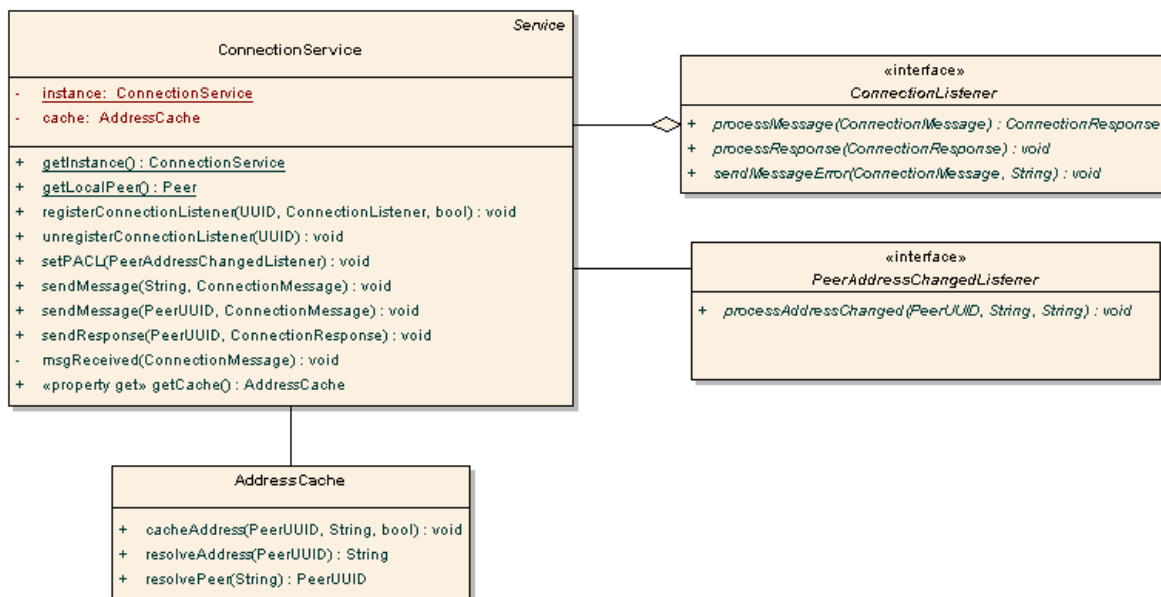 Service
ConnectionService
- instance: ConnectionService
- cache: AddressCache
+ getInstance() : ConnectionService
+ getLocalPeer() : Peer
+ registerConnectionListener(UUID, ConnectionListener, bool) : void
+ unregisterConnectionListener(UUID) : void
+ setPACL(PeerAddressChangedListener) : void
+ sendMessage(String, ConnectionMessage) : void
+ sendMessage(PeerUUID, ConnectionMessage) : void
+ sendResponse(PeerUUID, ConnectionResponse) : void
- msgReceived(ConnectionMessage) : void
+ «property get» getCache() : AddressCache
«interface»
ConnectionListener
+ processMessage(ConnectionMessage) : ConnectionResponse
+ processResponse(ConnectionResponse) : void
+ sendMessageError(ConnectionMessage, String) : void
«interface»
PeerAddressChangedListener
+ processAddressChanged(PeerUUID, String, String) : void
AddressCache
+ cacheAddress(PeerUUID, String, bool) : void
+ resolveAddress(PeerUUID) : String
+ resolvePeer(String) : PeerUUID